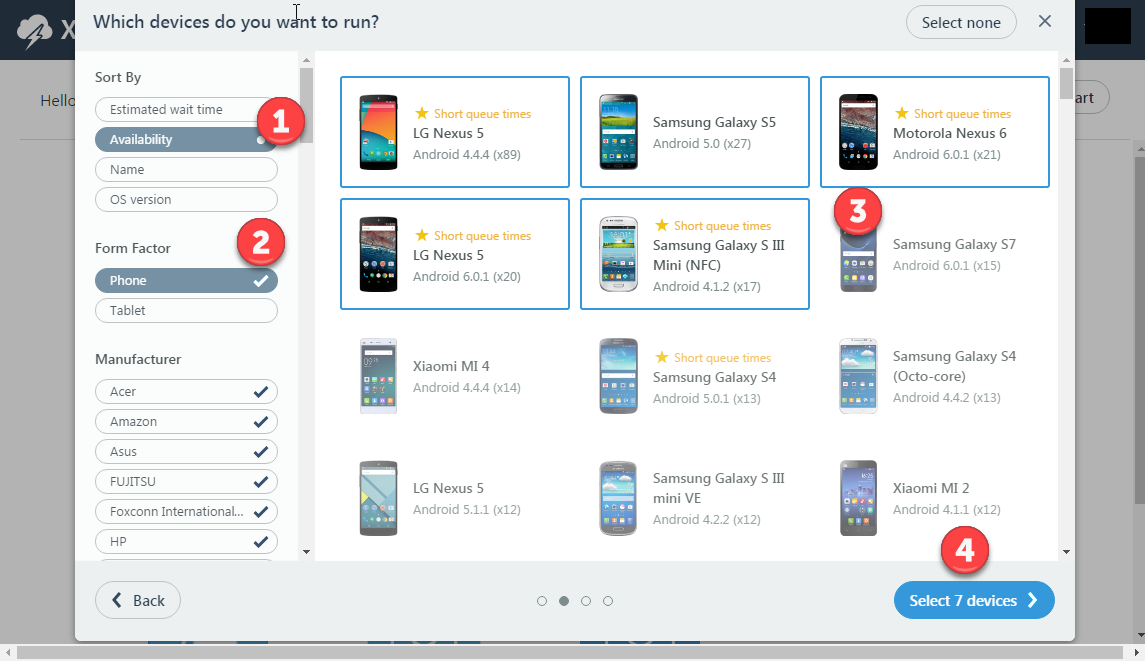 Which devices do you want to run?
Select none
X
Hello
art
Sort By
Estimated wait time
Availability
Name
OS version
1
Form Factor
2
Phone
Tablet
Manufacturer
Acer
Amazon
Asus
FUJITSU
Foxconn International...
HP
Short queue times
LG Nexus 5
Android 4.4.4 (x89)
Samsung Galaxy S5
Android 5.0 (x27)
Short queue times
Motorola Nexus 6
Android 6.0.1 (x21)
Short queue times
LG Nexus 5
Android 6.0.1 (x20)
Short queue times
Samsung Galaxy S III
Mini (NFC)
Android 4.1.2 (x17)
3
Samsung Galaxy S7
Android 6.0.1 (x15)
Xiaomi MI 4
Android 4.4.4 (x14)
Short queue times
Samsung Galaxy S4
Android 5.0.1 (x13)
Samsung Galaxy S4
(Octo-core)
Android 4.4.2 (x13)
LG Nexus 5
Android 5.1.1 (x12)
Samsung Galaxy S III
mini VE
Android 4.2.2 (x12)
Xiaomi MI 2
Android 4.1.1 (x12)
4
Back
Select 7 devices